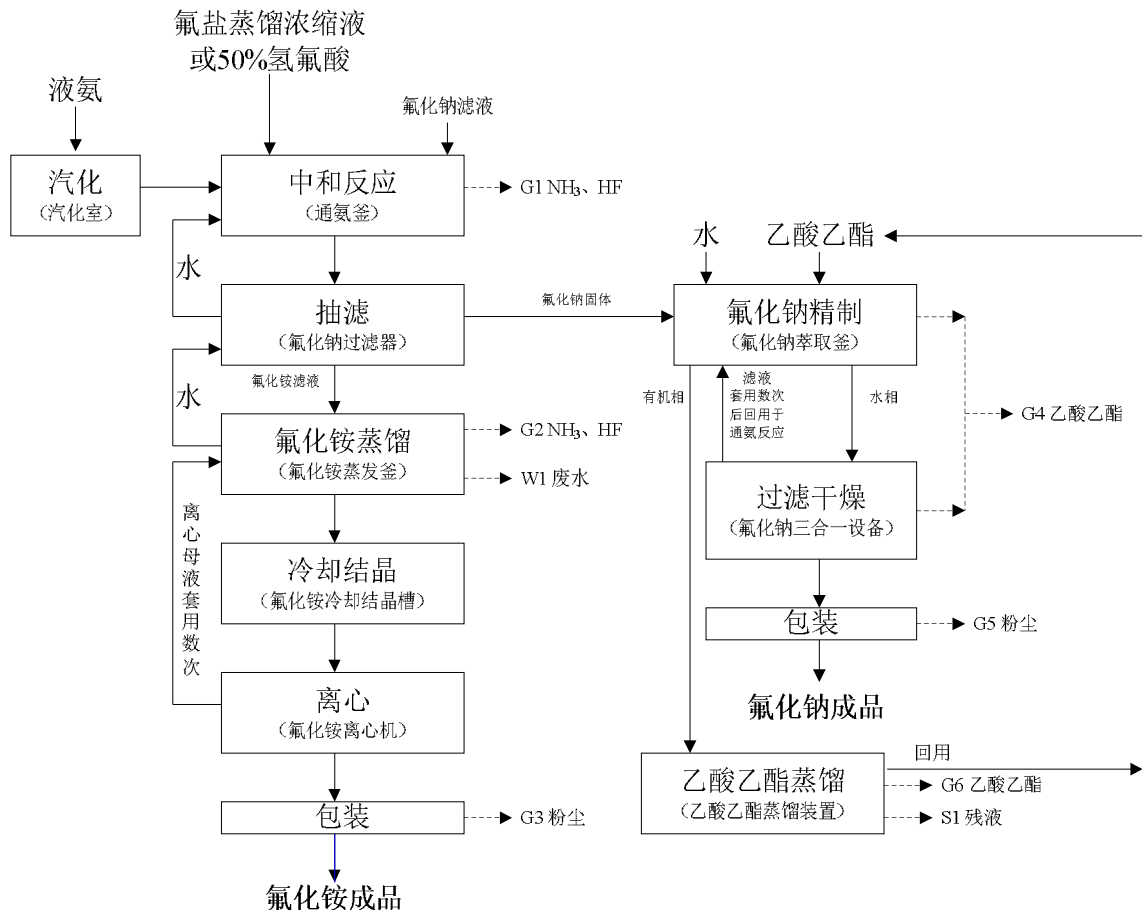 氟盐蒸馏浓缩液
或50%氢氟酸
液氨
氟化钠滤液
汽化
（汽化室）
中和反应
（通氨釜）
G1 NH₃、HF
水
抽滤
（氟化钠过滤器）
氟化钠固体
水
乙酸乙酯
氟化钠精制
（氟化钠萃取釜）
氟化铵滤液
水
氟化铵蒸馏
（氟化铵蒸发釜）
G2 NH₃、HF
W1 废水
有机相
滤液
套用数次
后回用于
通氨反应
水相
G4 乙酸乙酯
过滤干燥
（氟化钠三合一设备）
离心母液套用数次
冷却结晶
（氟化铵冷却结晶槽）
包装
G5 粉尘
氟化钠成品
离心
（氟化铵离心机）
乙酸乙酯蒸馏
（乙酸乙酯蒸馏装置）
回用
G6 乙酸乙酯
S1 残液
包装
G3 粉尘
氟化铵成品